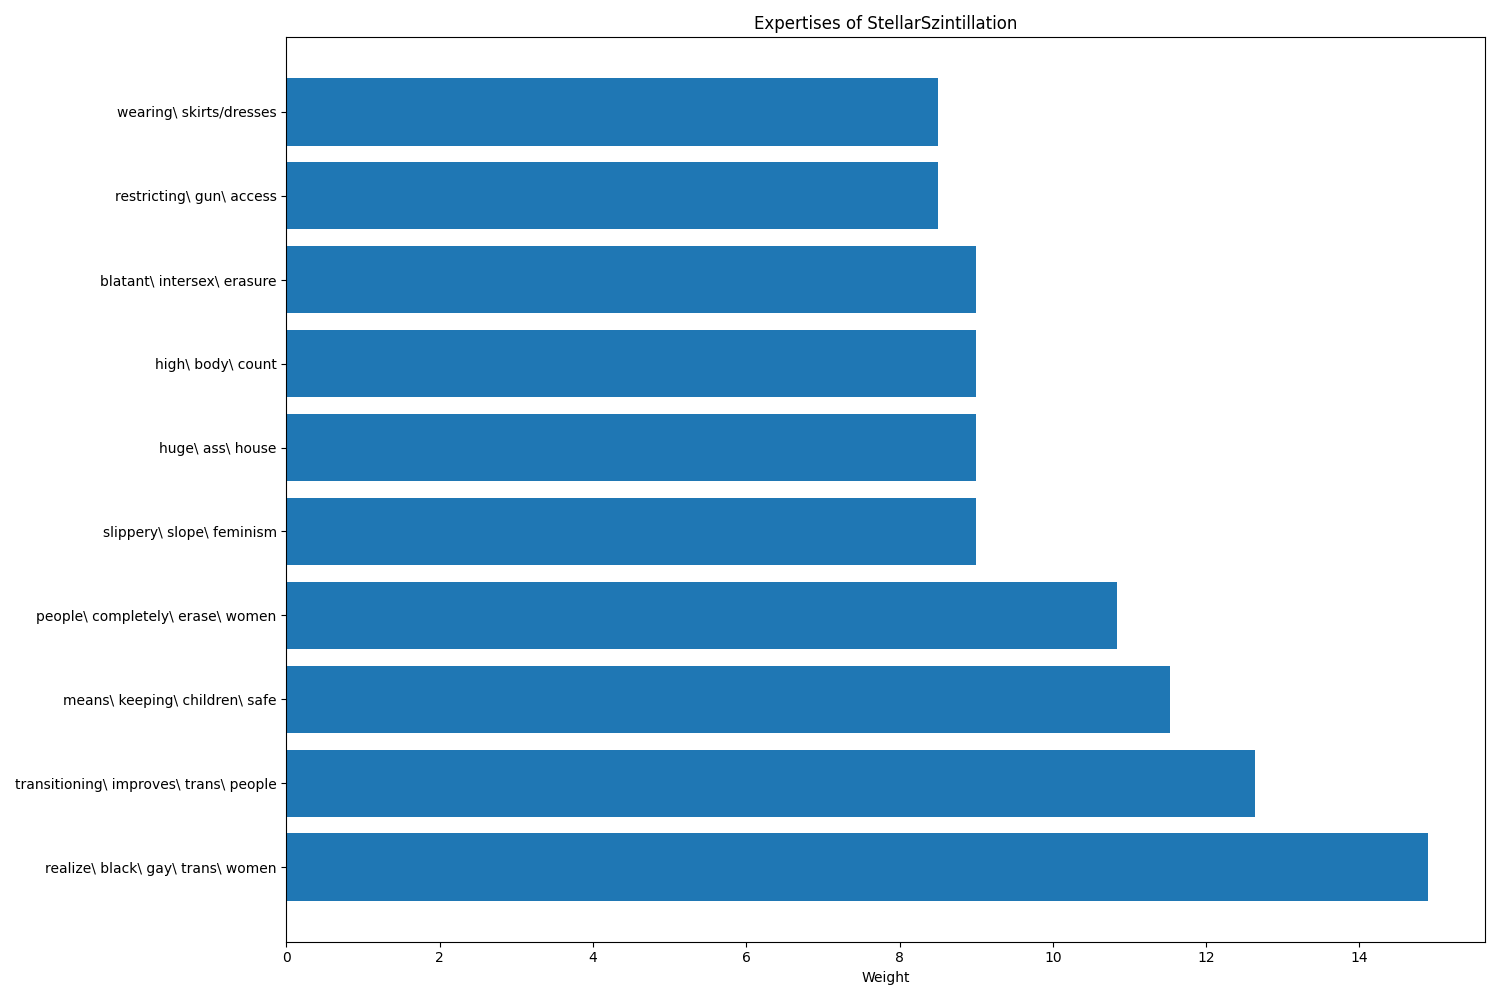 Expertises of StellarSzintillation
wearing\ skirts/dresses
restricting\ gun\ access
blatant\ intersex\ erasure
high\ body\ count
huge\ ass\ house
slippery\ slope\ feminism
people\ completely\ erase\ women
means\ keeping\ children\ safe
transitioning\ improves\ trans\ people
realize\ black\ gay\ trans\ women
0 2 4 6 8 10 12 14
Weight